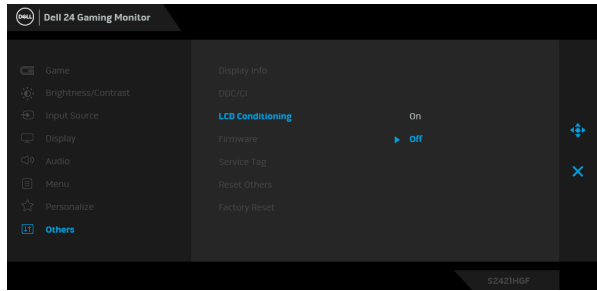 DELL Dell 24 Gaming Monitor
Game
Brightness/Contrast
Input Source
Display
Audio
Menu
Personalize
Others
Display Info
DDC/CI
LCD Conditioning
Firmware
Service Tag
Reset Others
Factory Reset
On
Off
S2421HGF